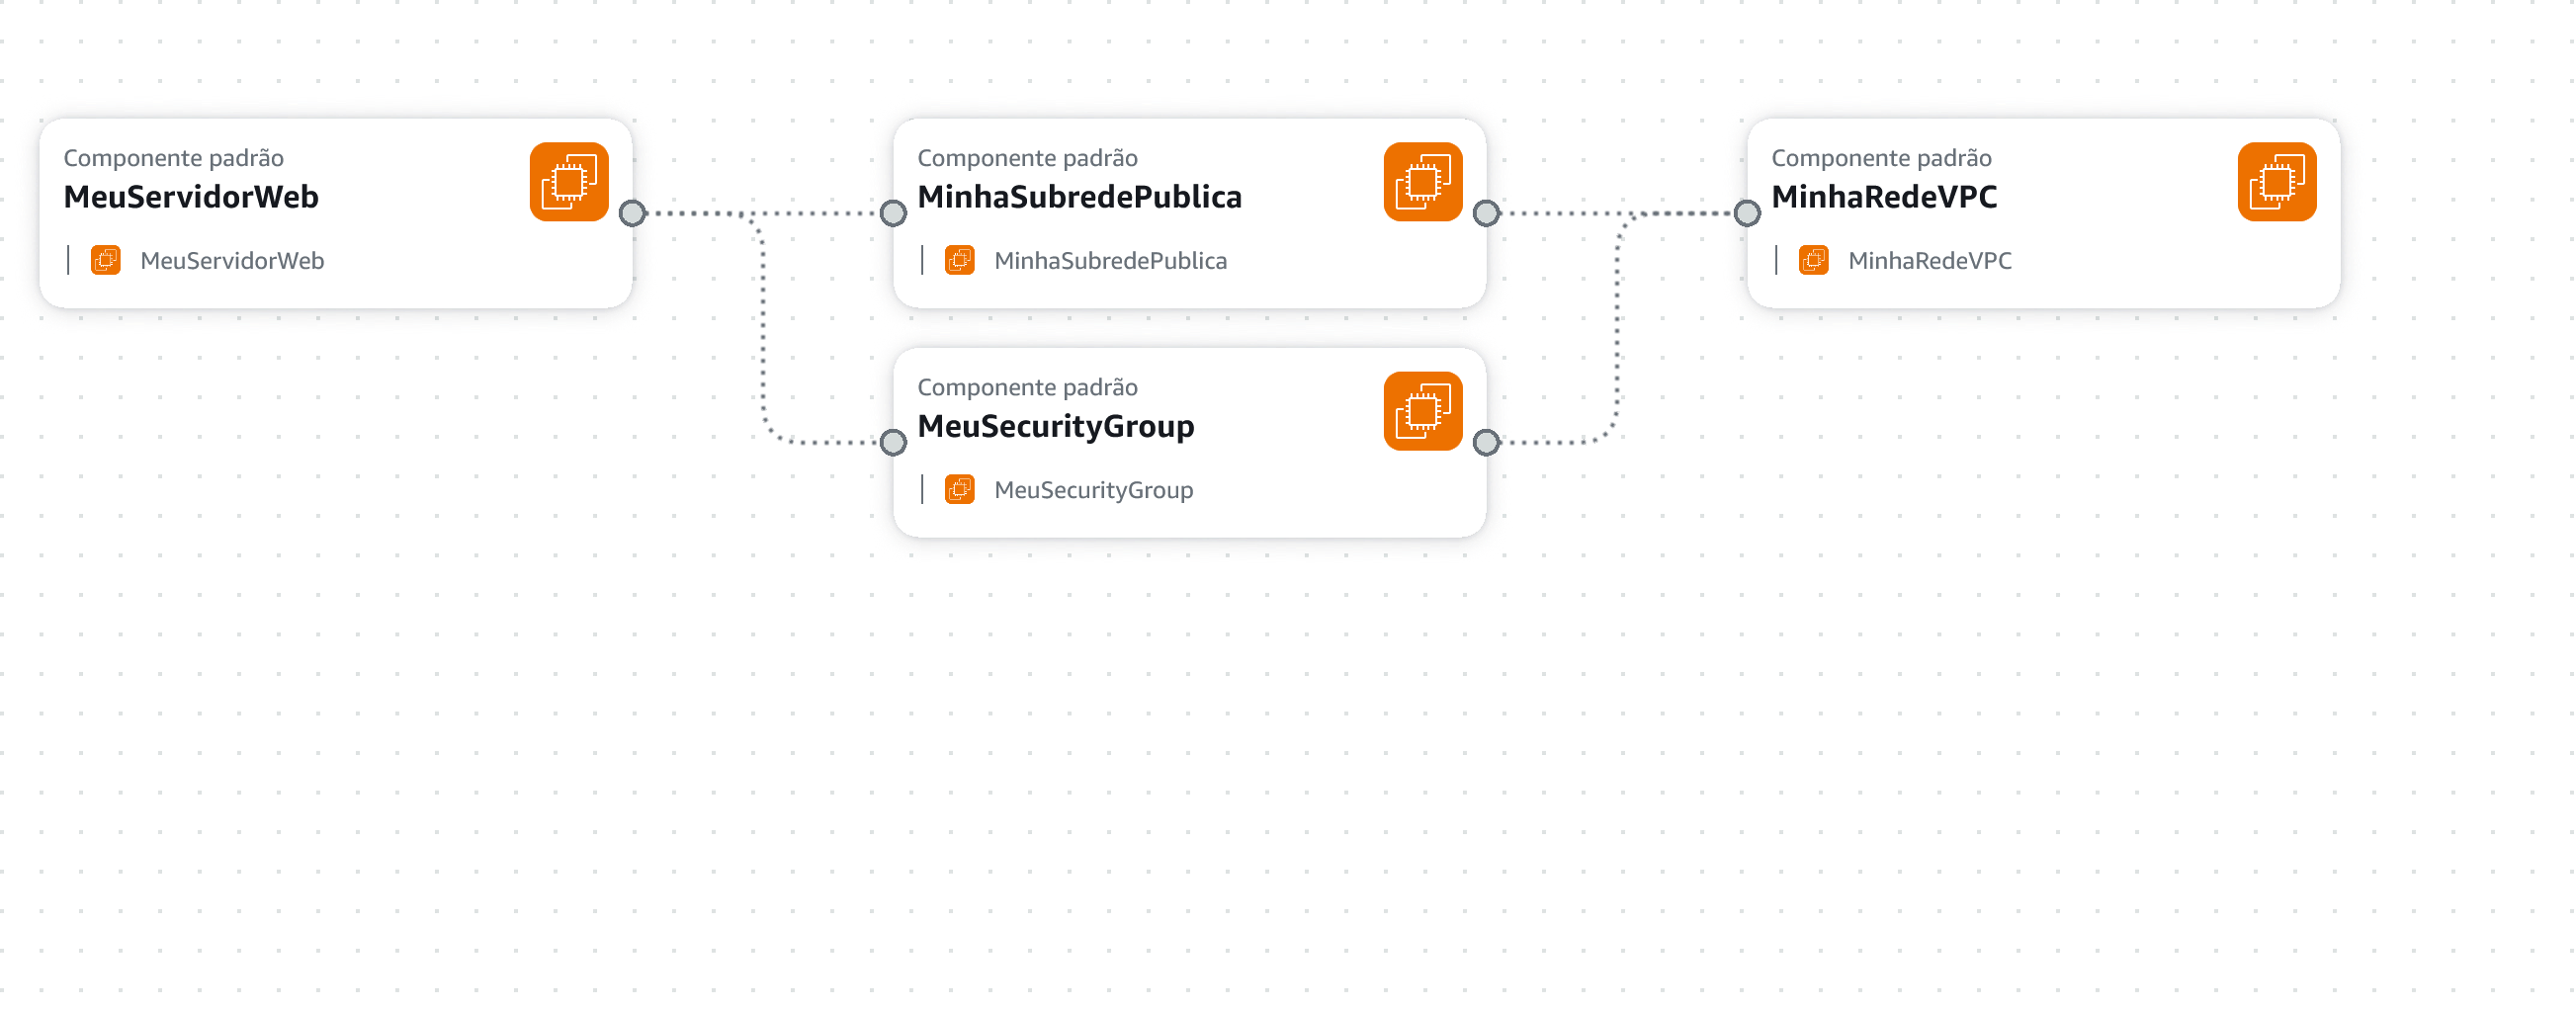 Componente padrão
MeuServidorWeb
MeuServidorWeb
Componente padrão
MinhaSubredePublica
MinhaSubredePublica
Componente padrão
MinhaRedeVPC
MinhaRedeVPC
Componente padrão
MeuSecurityGroup
MeuSecurityGroup